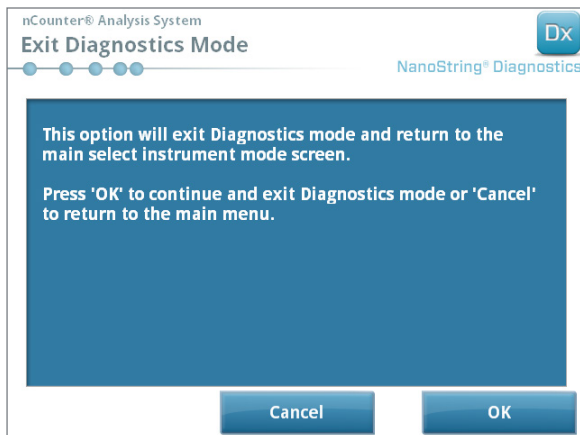 nCounter® Analysis System
Exit Diagnostics Mode
Dx
NanoString® Diagnostics
This option will exit Diagnostics mode and return to the
main select instrument mode screen.
Press 'OK' to continue and exit Diagnostics mode or 'Cancel'
to return to the main menu.
Cancel
OK